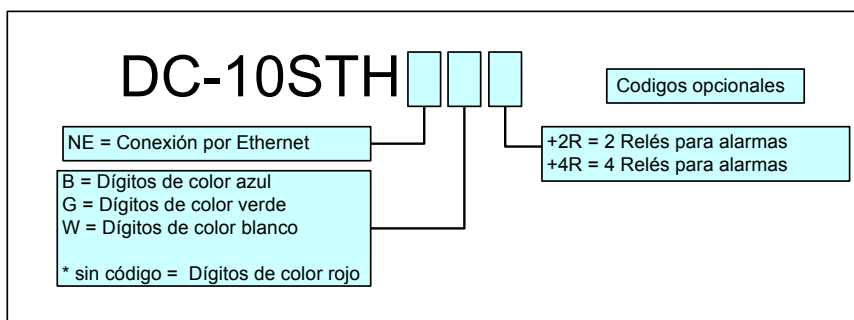 DC-10STH
Codigos opcionales
NE = Conexión por Ethernet
+2R = 2 Relés para alarmas
+4R = 4 Relés para alarmas
B = Dígitos de color azul
G = Dígitos de color verde
W = Dígitos de color blanco
* sin código = Dígitos de color rojo